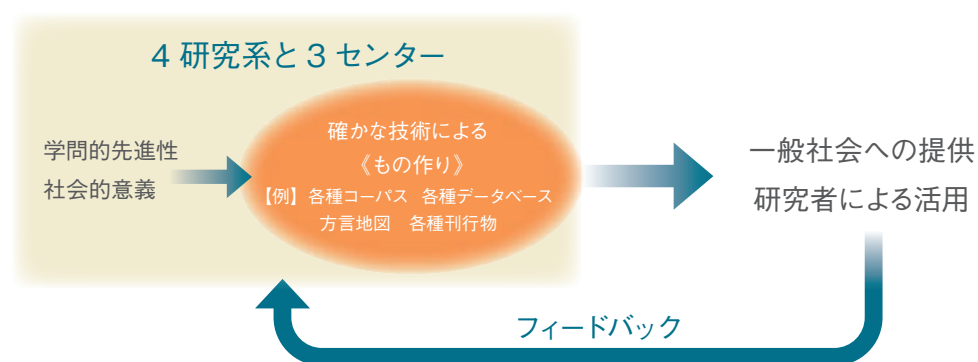 4 研究系と 3 センター
学問的先進性
社会的意義
確かな技術による
《もの作り》
【例】各種コーパス 各種データベース
方言地図 各種刊行物
一般社会への提供
研究者による活用
フィードバック